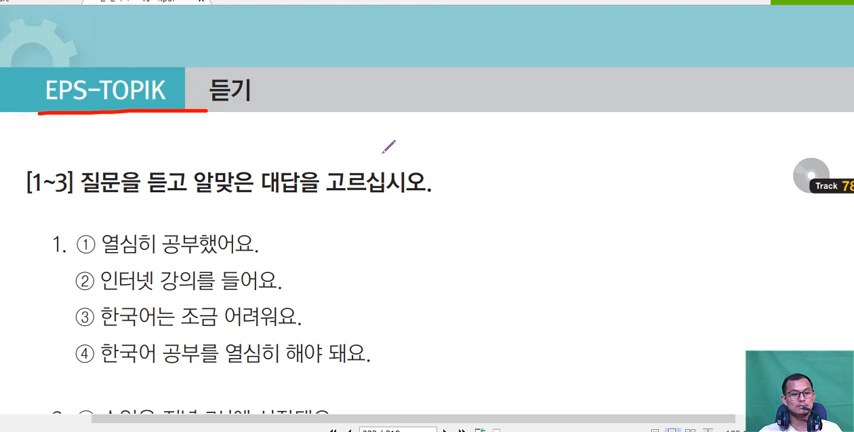 EPS-TOPIK 듣기
[1~3] 질문을 듣고 알맞은 대답을 고르십시오.
Track 78
1. ① 열심히 공부했어요.
② 인터넷 강의를 들어요.
③ 한국어는 조금 어려워요.
④ 한국어 공부를 열심히 해야 돼요.